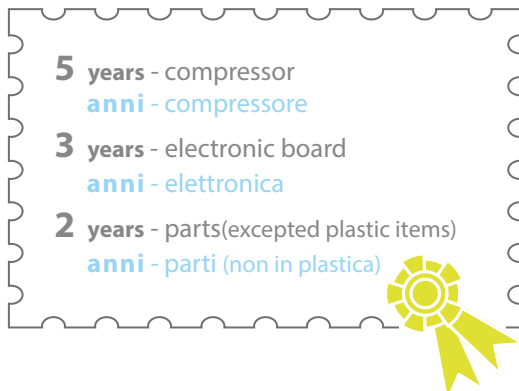 5 years - compressor
anni - compressore
3 years - electronic board
anni - elettronica
2 years - parts(excepted plastic items)
anni - parti (non in plastica)